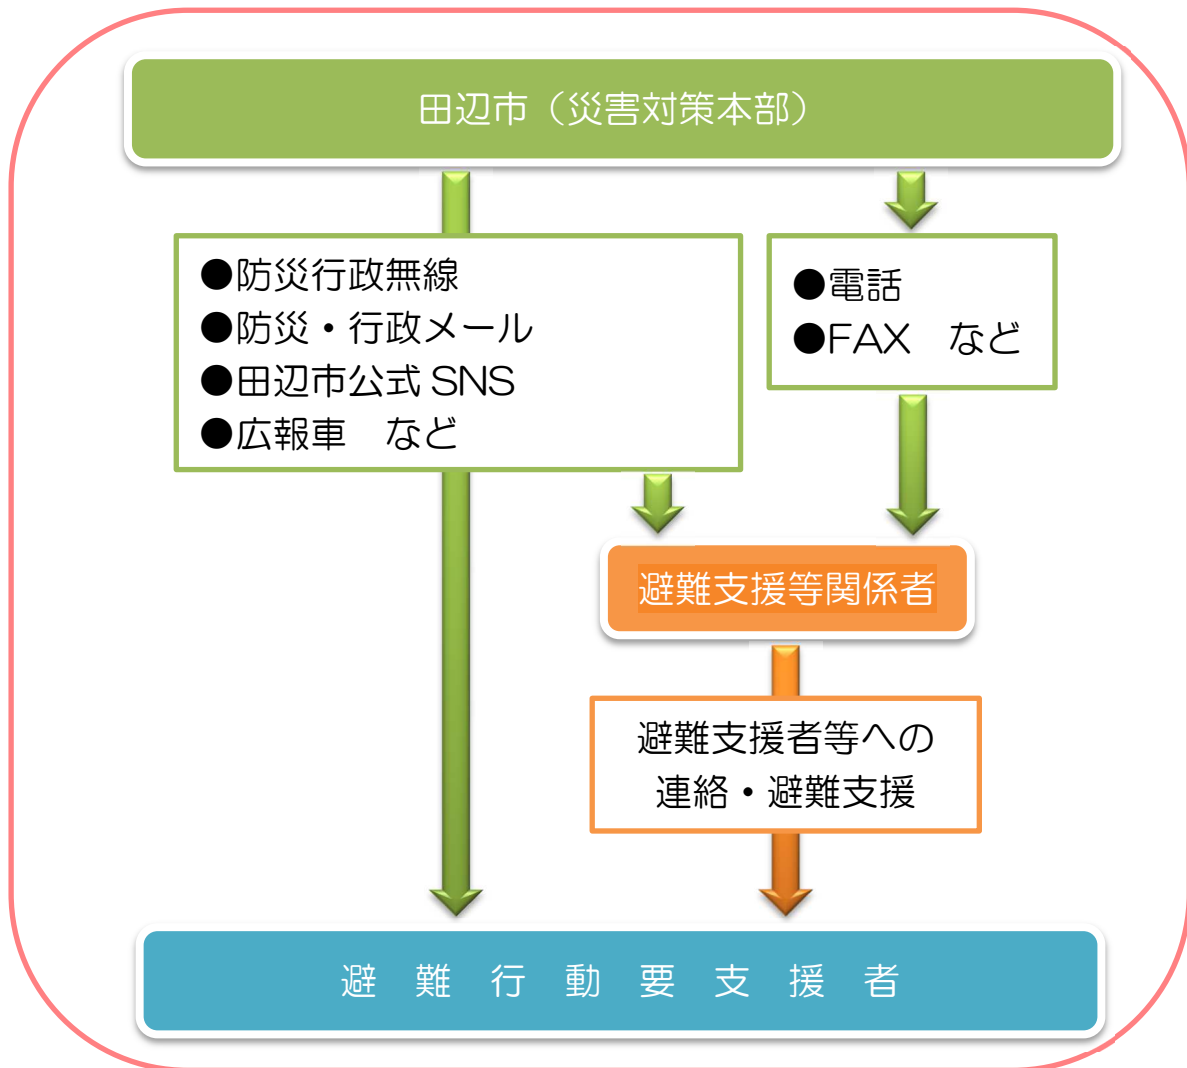 田辺市（災害対策本部）
●防災行政無線
●防災・行政メール
●田辺市公式 SNS
●広報車　など
●電話
●FAX　など
避難支援等関係者
避難支援者等への
連絡・避難支援
避　難　行　動　要　支　援　者